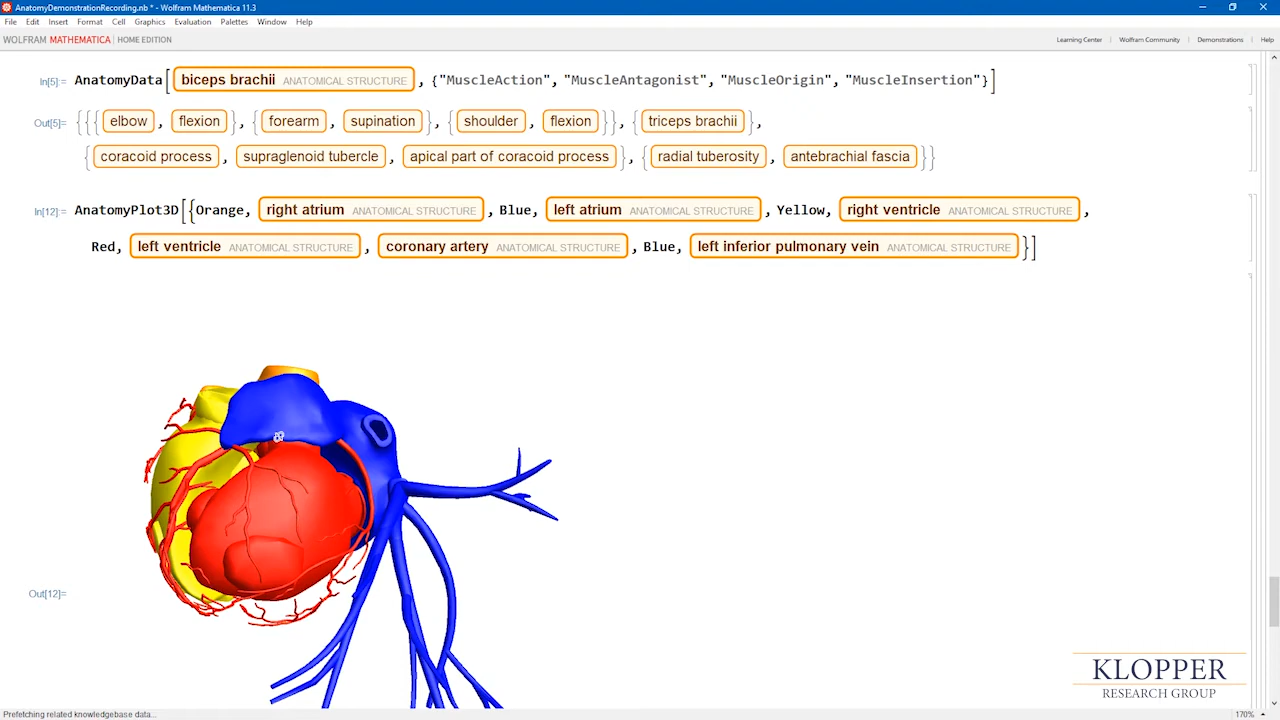 AnatomyDemonstrationRecording.nb * - Wolfram Mathematica 11.3
File Edit Insert Format Cell Graphics Evaluation Palettes Window Help
WOLFRAM MATHEMATICA | HOME EDITION Learning Center | Wolfram Community | Demonstrations | Help
In[5]:= AnatomyData[ biceps brachii ANATOMICAL STRUCTURE , {"MuscleAction", "MuscleAntagonist", "MuscleOrigin", "MuscleInsertion"}]
Out[5]= {{{ elbow , flexion }, { forearm , supination }, { shoulder , flexion }}, { triceps brachii },
{ coracoid process , supraglenoid tubercle , apical part of coracoid process }, { radial tuberosity , antebrachial fascia }}
In[12]:= AnatomyPlot3D[{Orange, right atrium ANATOMICAL STRUCTURE , Blue, left atrium ANATOMICAL STRUCTURE , Yellow, right ventricle ANATOMICAL STRUCTURE ,
Red, left ventricle ANATOMICAL STRUCTURE , coronary artery ANATOMICAL STRUCTURE , Blue, left inferior pulmonary vein ANATOMICAL STRUCTURE }]
Out[12]=
KLOPPER
RESEARCH GROUP
Prefetching related knowledgebase data... 170%